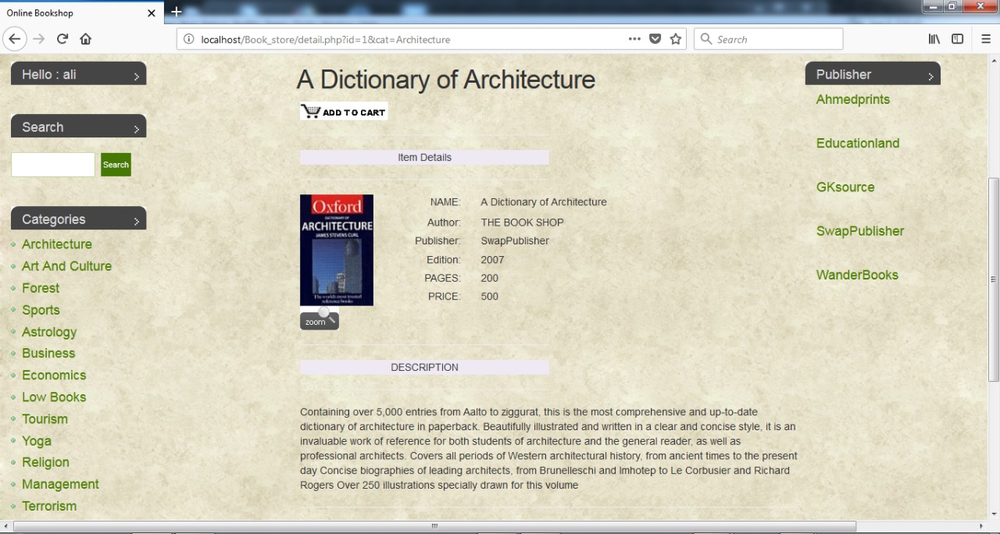 Online Bookshop
localhost/Book_store/detail.php?id=1&cat=Architecture
Search
Hello : ali
Search
Search
Categories
Architecture
Art And Culture
Forest
Sports
Astrology
Business
Economics
Low Books
Tourism
Yoga
Religion
Management
Terrorism
A Dictionary of Architecture
ADD TO CART
Item Details
Oxford
DICTIONARY OF
ARCHITECTURE
JAMES STEVENS CURL
The world's most trusted
reference books
zoom
NAME: A Dictionary of Architecture
Author: THE BOOK SHOP
Publisher: SwapPublisher
Edition: 2007
PAGES: 200
PRICE: 500
DESCRIPTION
Containing over 5,000 entries from Aalto to ziggurat, this is the most comprehensive and up-to-date
dictionary of architecture in paperback. Beautifully illustrated and written in a clear and concise style, it is an
invaluable work of reference for both students of architecture and the general reader, as well as
professional architects. Covers all periods of Western architectural history, from ancient times to the present
day Concise biographies of leading architects, from Brunelleschi and Imhotep to Le Corbusier and Richard
Rogers Over 250 illustrations specially drawn for this volume
Publisher
Ahmedprints
Educationland
GKsource
SwapPublisher
WanderBooks